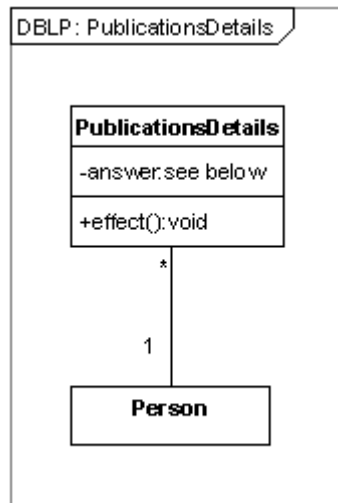 DBLP: PublicationsDetails
PublicationsDetails
-answer:see below
+effect():void
*
1
Person